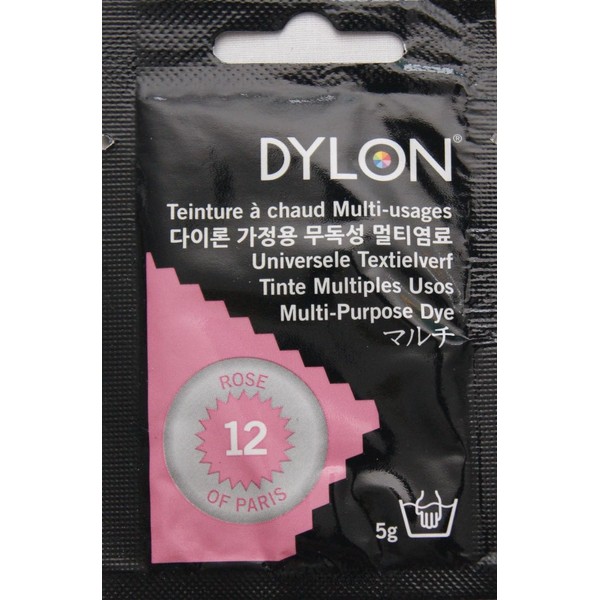 DYLON®
Teinture à chaud Multi-usages
다이론 가정용 무독성 멀티염료
Universele Textielverf
Tinte Multiples Usos
Multi-Purpose Dye
マルチ
ROSE
12
OF PARIS
5g